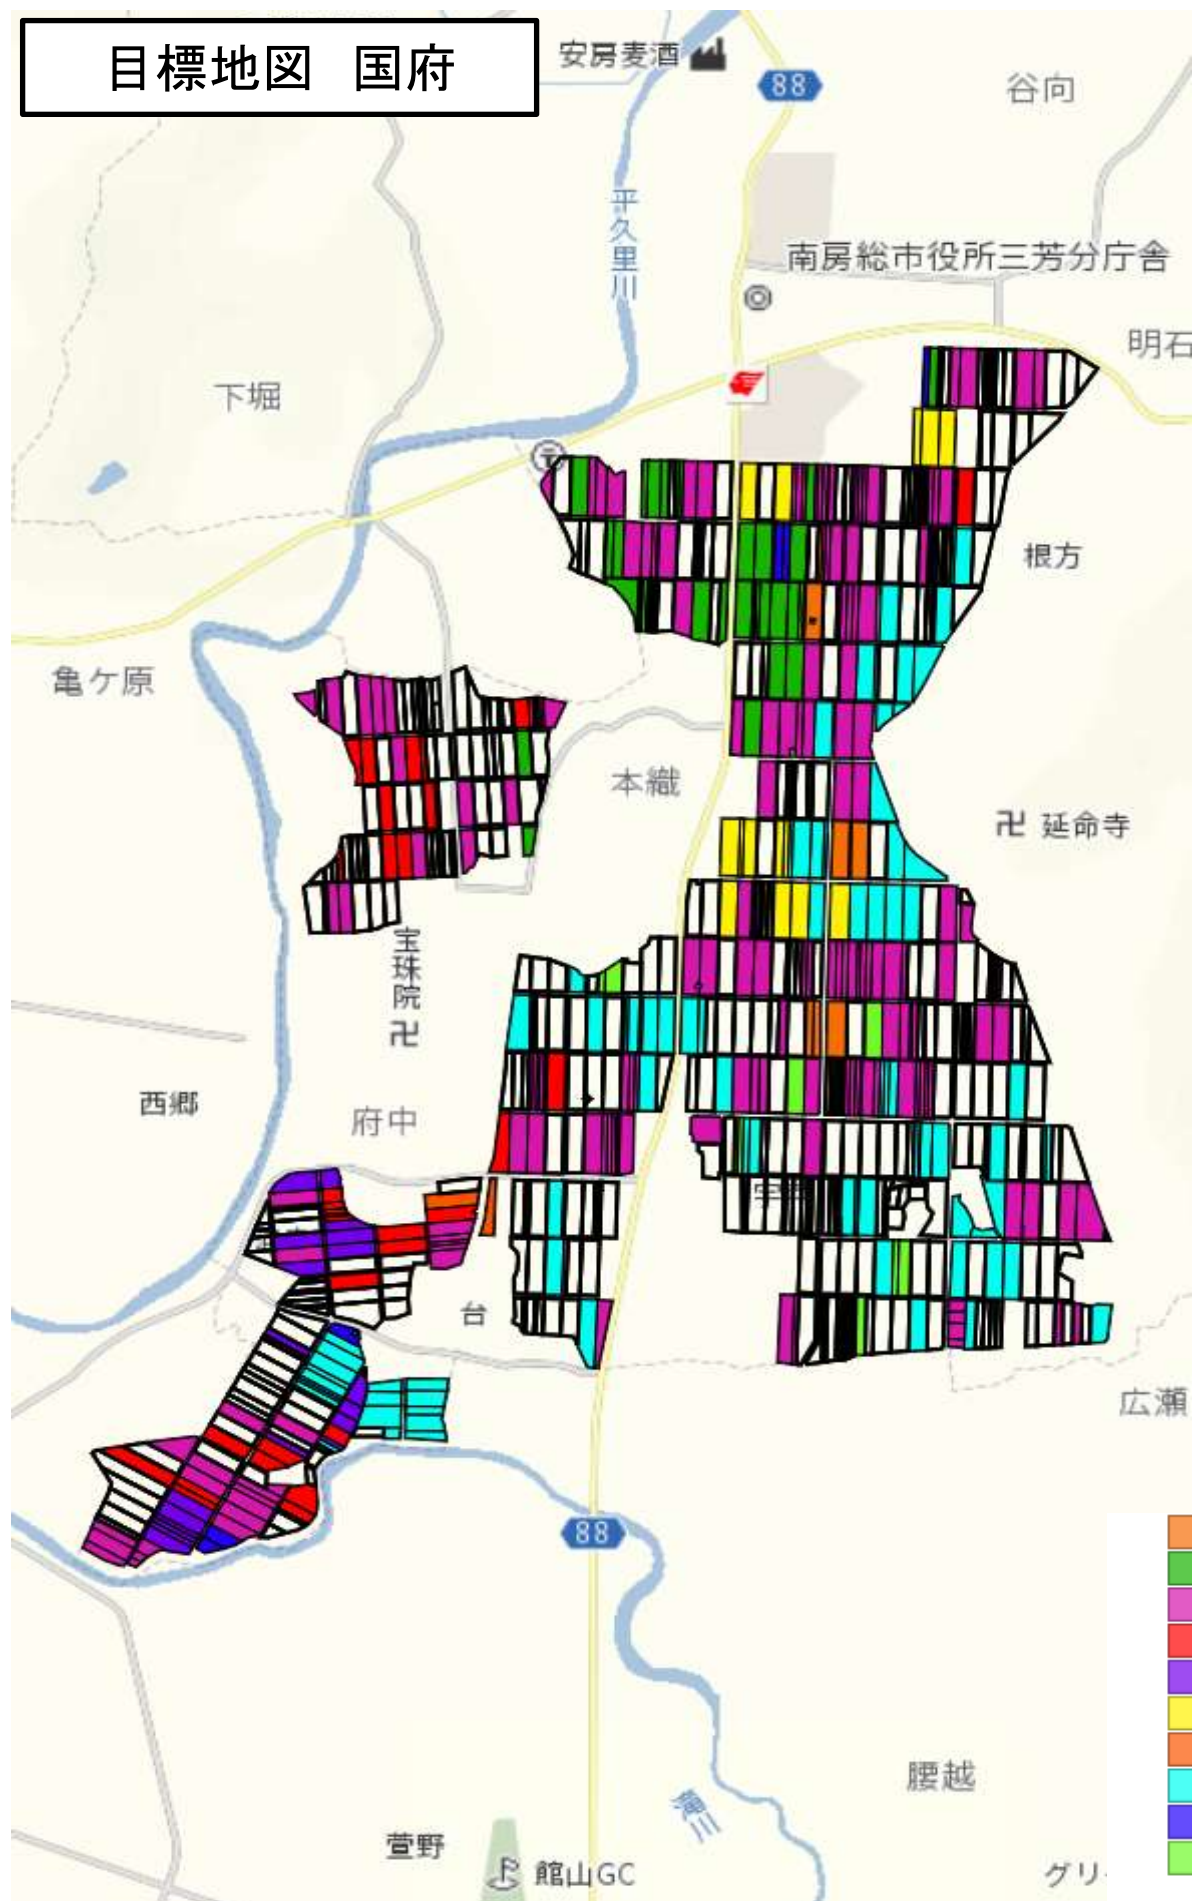 目標地図 国府
安房麦酒
88
谷向
平久里川
南房総市役所三芳分庁舎
明石
下堀
根方
亀ケ原
本織
卍 延命寺
宝珠院
卍
西郷
府中
台
広瀬
88
腰越
滝川
萱野
館山GC
グリ